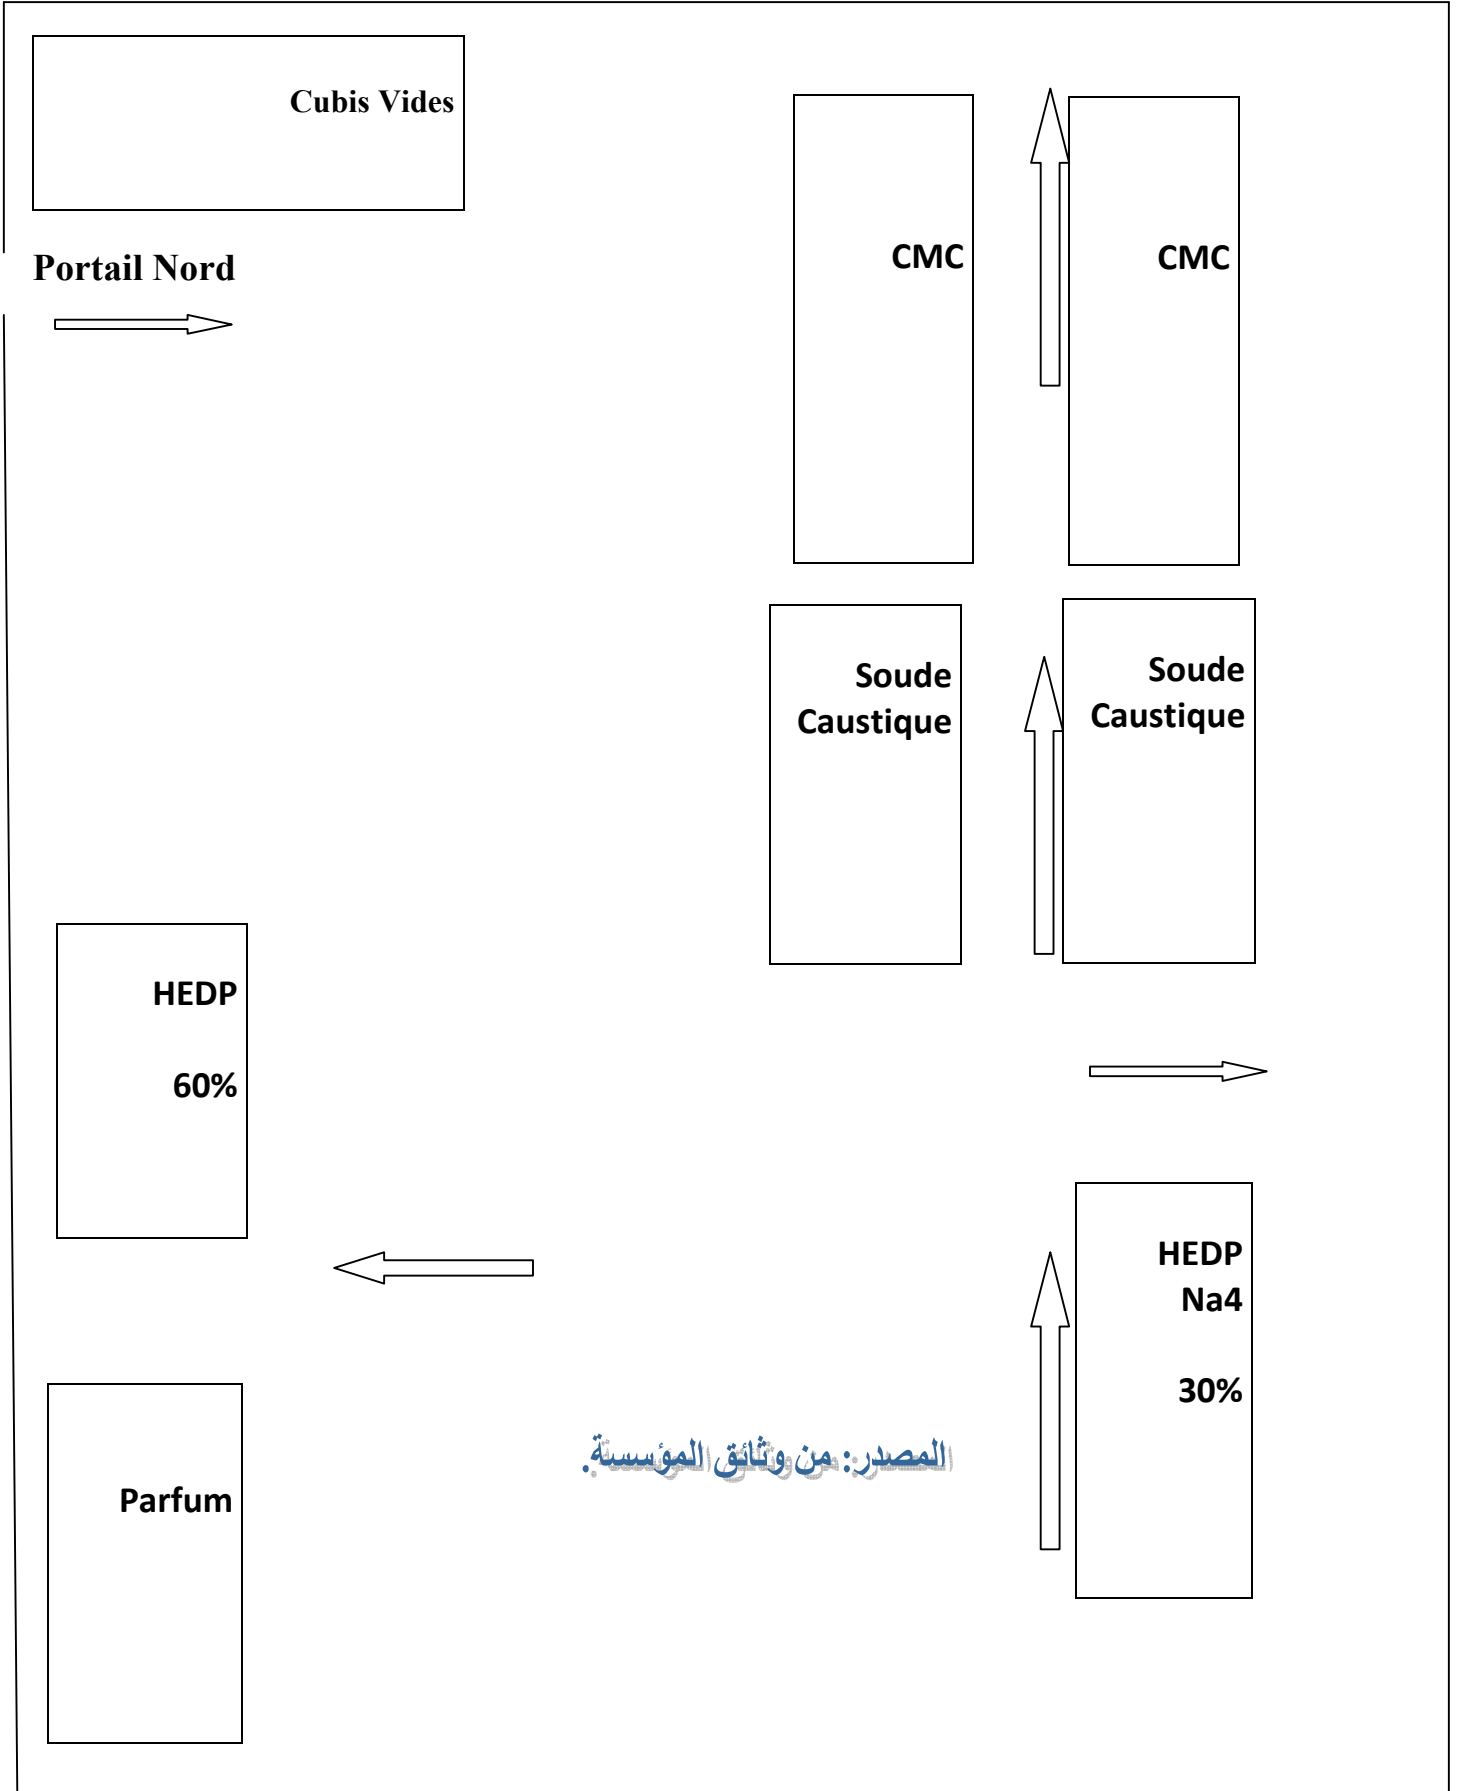 Cubis Vides
Portail Nord
CMC
CMC
Soude
Caustique
Soude
Caustique
HEDP
60%
HEDP
Na4
30%
Parfum
المصدر: من وثائق المؤسسة.